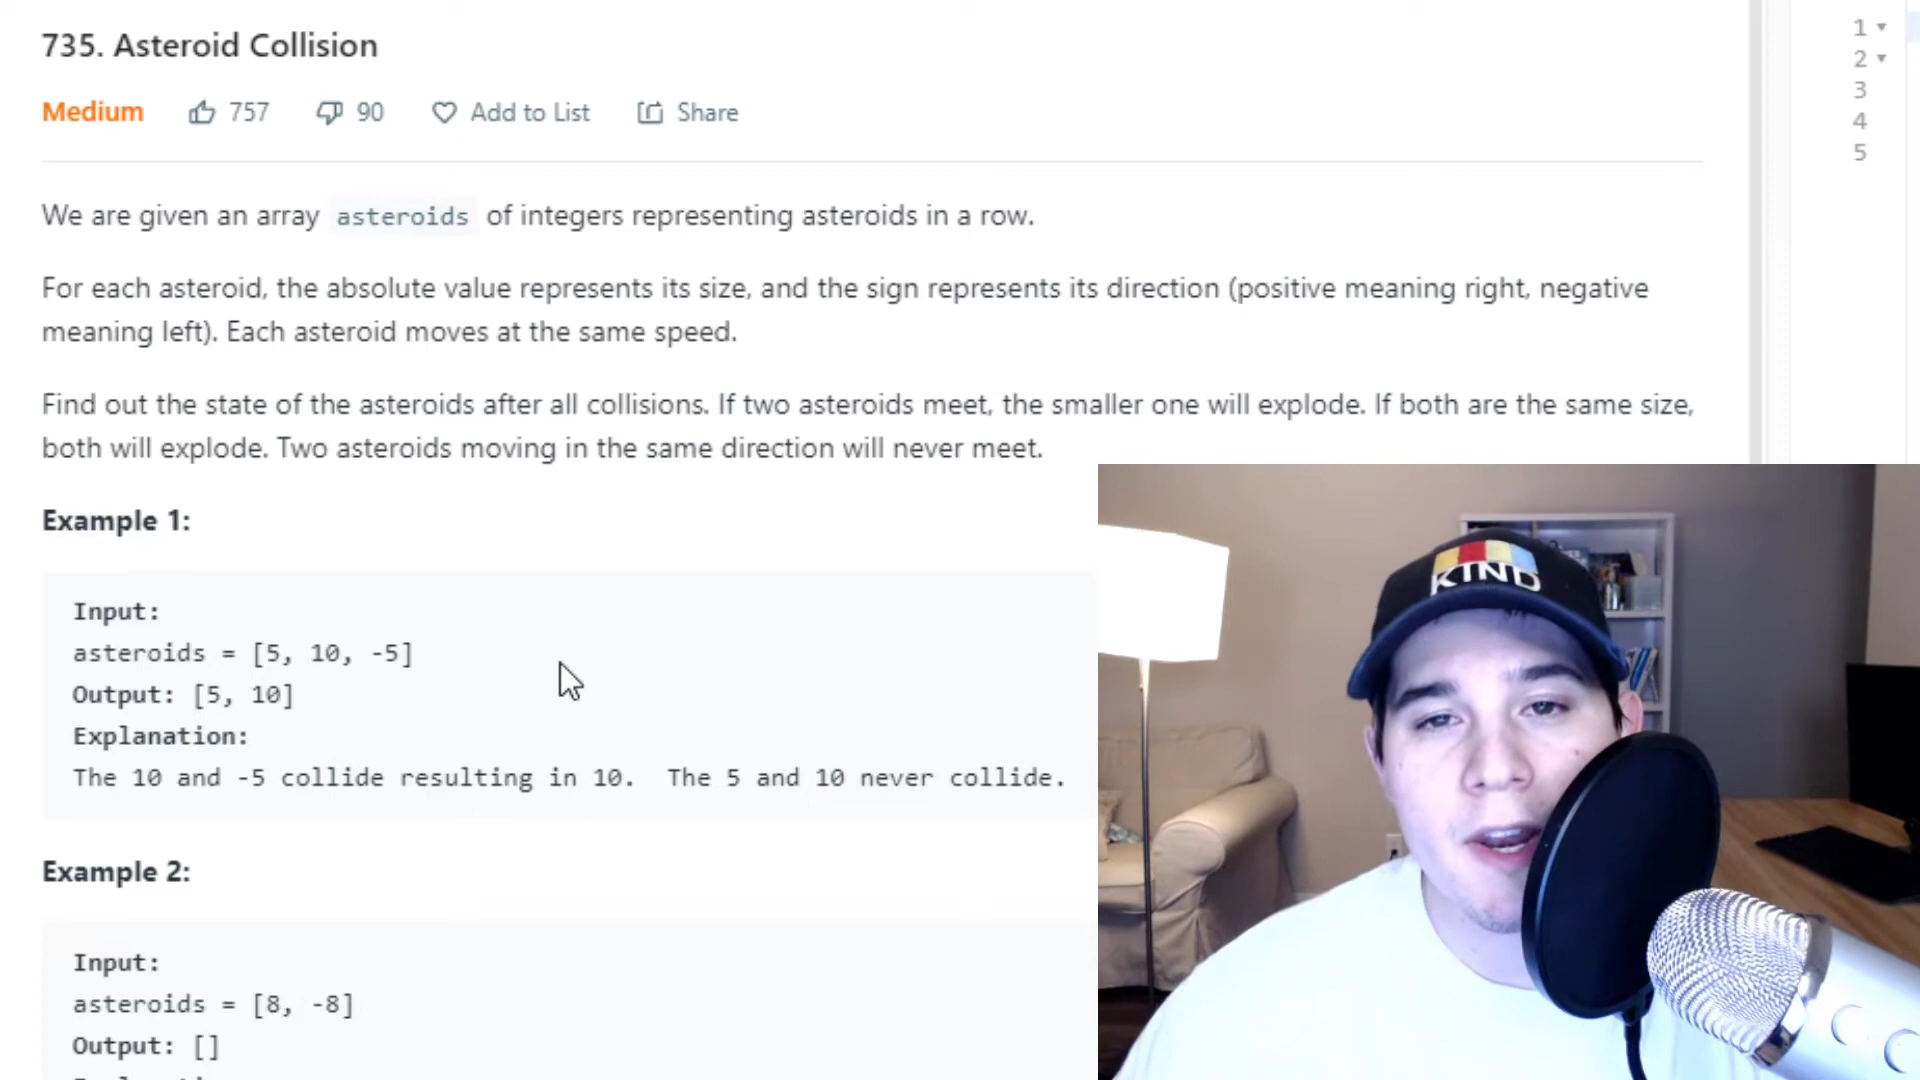 735. Asteroid Collision
Medium 757 90 Add to List Share
We are given an array asteroids of integers representing asteroids in a row.
For each asteroid, the absolute value represents its size, and the sign represents its direction (positive meaning right, negative
meaning left). Each asteroid moves at the same speed.
Find out the state of the asteroids after all collisions. If two asteroids meet, the smaller one will explode. If both are the same size,
both will explode. Two asteroids moving in the same direction will never meet.
Example 1:
Input:
asteroids = [5, 10, -5]
Output: [5, 10]
Explanation:
The 10 and -5 collide resulting in 10. The 5 and 10 never collide.
Example 2:
Input:
asteroids = [8, -8]
Output: []
1
2
3
4
5
KIND